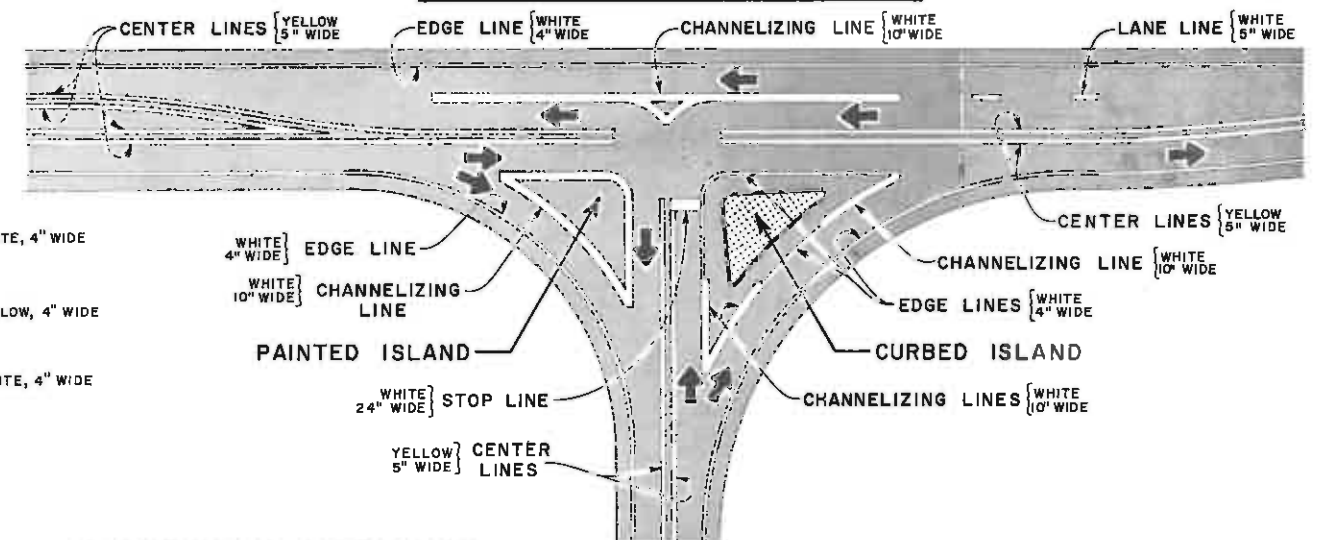 CENTER LINES {YELLOW 5" WIDE
EDGE LINE {WHITE 4" WIDE
CHANNELIZING LINE {WHITE 10" WIDE
LANE LINE {WHITE 5" WIDE
CENTER LINES {YELLOW 5" WIDE
CHANNELIZING LINE {WHITE 10" WIDE
EDGE LINES {WHITE 4" WIDE
CURBED ISLAND
CHANNELIZING LINES {WHITE 10" WIDE
WHITE 4" WIDE} EDGE LINE
WHITE 10" WIDE} CHANNELIZING
LINE
PAINTED ISLAND
WHITE 24" WIDE} STOP LINE
YELLOW 5" WIDE} CENTER
LINES
, 4" WIDE
, 4" WIDE
, 4" WIDE